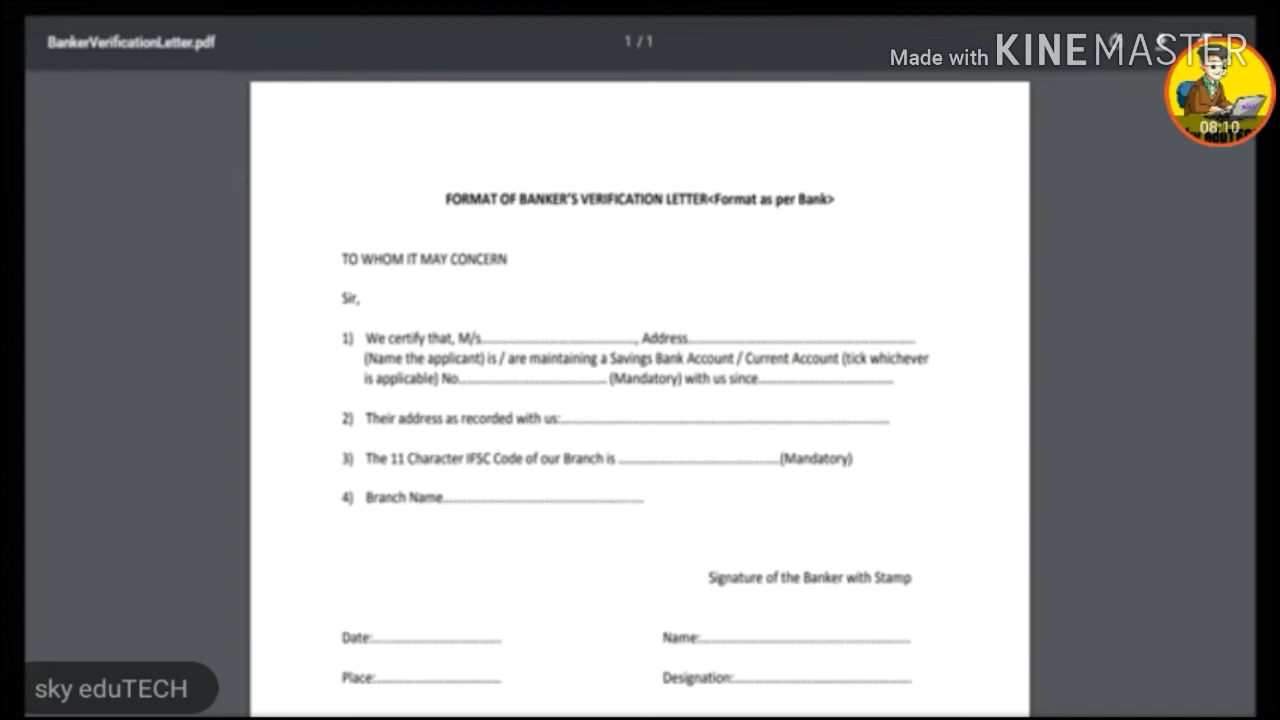 BankerVerificationLetter.pdf
1 / 1
Made with KINEMASTER
08:10
FORMAT OF BANKER'S VERIFICATION LETTER<Format as per Bank>
TO WHOM IT MAY CONCERN
Sir,
1) We certify that, M/s............................................, Address................................................................
(Name the applicant) is / are maintaining a Savings Bank Account / Current Account (tick whichever
is applicable) No.......................................... (Mandatory) with us since......................................
2) Their address as recorded with us:.............................................................................................
3) The 11 Character IFSC Code of our Branch is .............................................(Mandatory)
4) Branch Name.........................................................
Signature of the Banker with Stamp
Date:.....................................
Name:............................................................
Place:....................................
Designation:..................................................
sky eduTECH